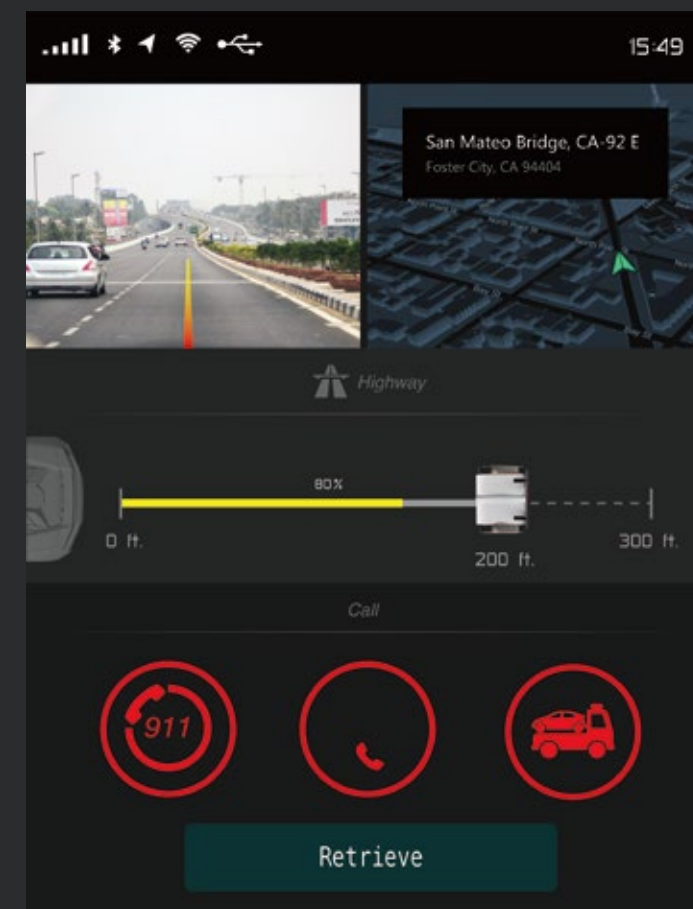 15:49
San Mateo Bridge, CA-92 E
Foster City, CA 94404
Highway
80%
0 ft.
200 ft.
300 ft.
Call
911
Retrieve